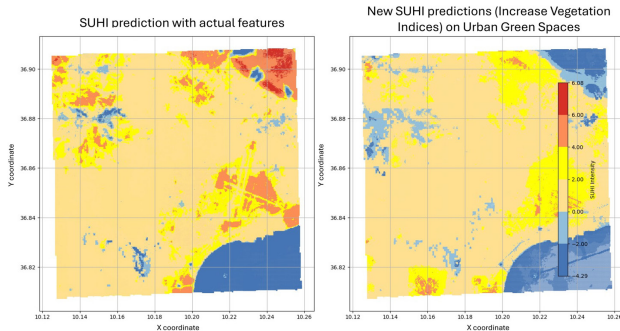 SUHI prediction with actual features
36.90
36.88
36.86
36.84
36.82
Y coordinate
10.12 10.14 10.16 10.18 10.20 10.22 10.24 10.26
X coordinate
New SUHI predictions (Increase Vegetation
Indices) on Urban Green Spaces
36.90
36.88
36.86
36.84
36.82
Y coordinate
10.12 10.14 10.16 10.18 10.20 10.22 10.24 10.26
X coordinate
6.00
4.00
0.00
-2.00
-4.29
SUHI Intensity